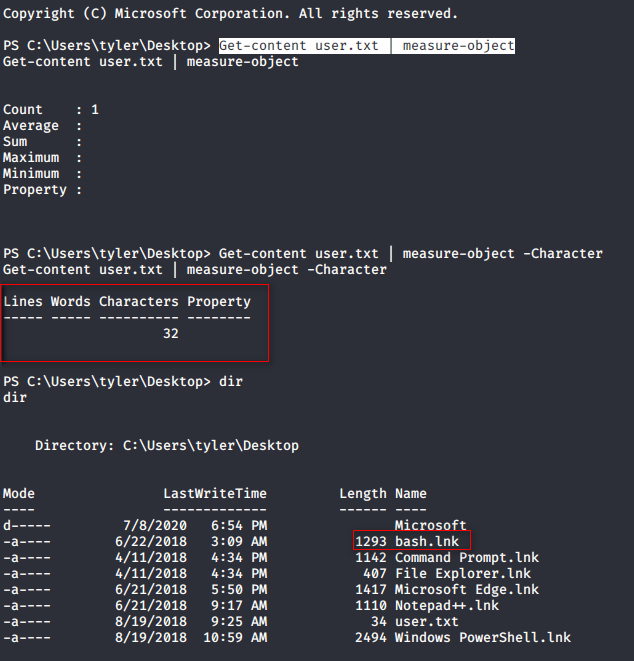 Copyright (C) Microsoft Corporation. All rights reserved.
PS C:\Users\tyler\Desktop> Get-content user.txt | measure-object
Get-content user.txt | measure-object
Count    : 1
Average  :
Sum      :
Maximum  :
Minimum  :
Property :
PS C:\Users\tyler\Desktop> Get-content user.txt | measure-object -Character
Get-content user.txt | measure-object -Character
Lines Words Characters Property
----- ----- ---------- --------
                    32
PS C:\Users\tyler\Desktop> dir
dir
    Directory: C:\Users\tyler\Desktop
Mode                LastWriteTime         Length Name
----                -------------         ------ ----
d-----         7/8/2020   6:54 PM                Microsoft
-a----        6/22/2018   3:09 AM           1293 bash.lnk
-a----        4/11/2018   4:34 PM           1142 Command Prompt.lnk
-a----        4/11/2018   4:34 PM            407 File Explorer.lnk
-a----        6/21/2018   5:50 PM           1417 Microsoft Edge.lnk
-a----        6/21/2018   9:17 AM           1110 Notepad++.lnk
-a----        8/19/2018   9:25 AM             34 user.txt
-a----        8/19/2018  10:59 AM           2494 Windows PowerShell.lnk